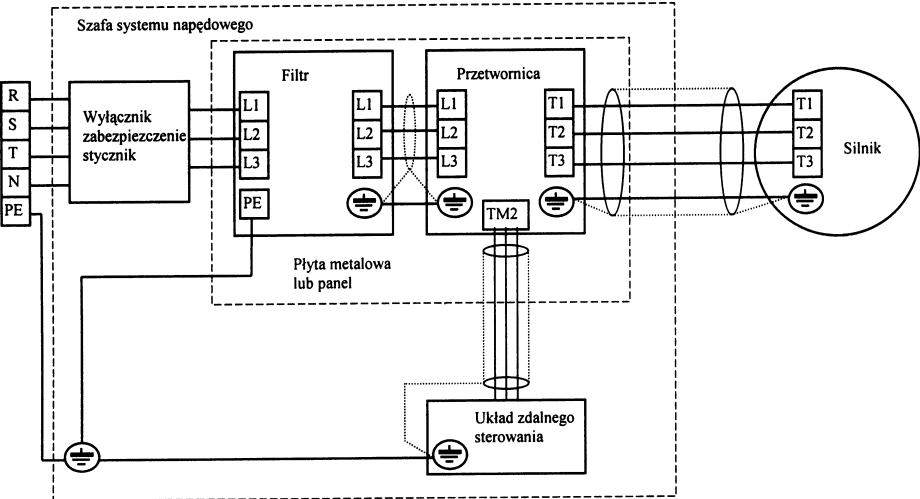 Szafa systemu napędowego
R
S
T
N
PE
Wyłącznik
zabezpiezczenie
stycznik
Filtr
L1
L2
L3
PE
L1
L2
L3
Przetwornica
L1
L2
L3
T1
T2
T3
TM2
T1
T2
T3
Silnik
Płyta metalowa
lub panel
Układ zdalnego
sterowania